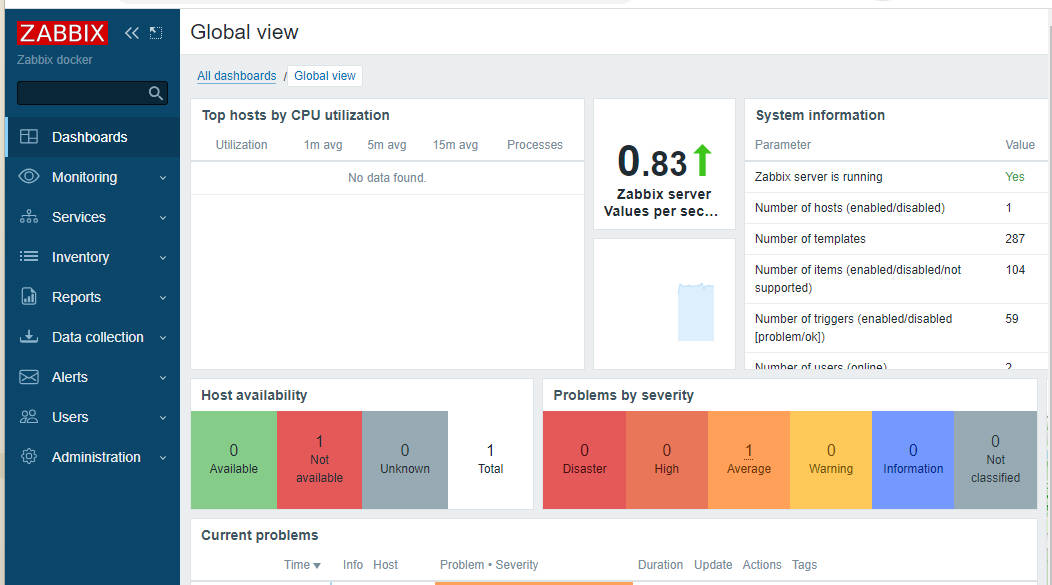 ZABBIX
Zabbix docker
Dashboards
Monitoring
Services
Inventory
Reports
Data collection
Alerts
Users
Administration
Global view
All dashboards / Global view
Top hosts by CPU utilization
Utilization 1m avg 5m avg 15m avg Processes
No data found.
0.83
Zabbix server
Values per sec...
System information
Parameter Value
Zabbix server is running Yes
Number of hosts (enabled/disabled) 1
Number of templates 287
Number of items (enabled/disabled/not 104
supported)
Number of triggers (enabled/disabled 59
[problem/ok])
Number of users (online) 2
Host availability
0
Available
1
Not
available
0
Unknown
1
Total
Problems by severity
0
Disaster
0
High
1
Average
0
Warning
0
Information
0
Not
classified
Current problems
Time Info Host Problem • Severity Duration Update Actions Tags